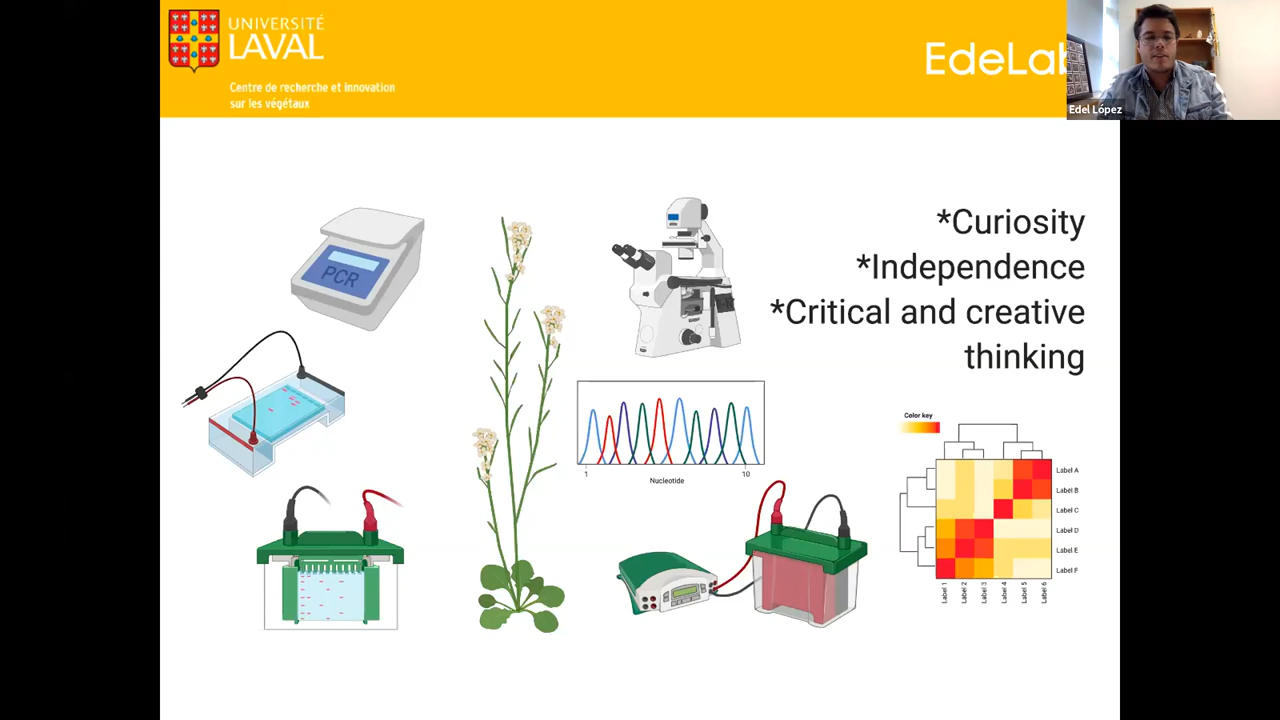 UNIVERSITÉ
LAVAL
Centre de recherche et innovation
sur les végétaux
EdeLab
Edel López
*Curiosity
*Independence
*Critical and creative
thinking
PCR
1
10
Nucleotide
Color key
Label A
Label B
Label C
Label D
Label E
Label F
Label 1
Label 2
Label 3
Label 4
Label 5
Label 6